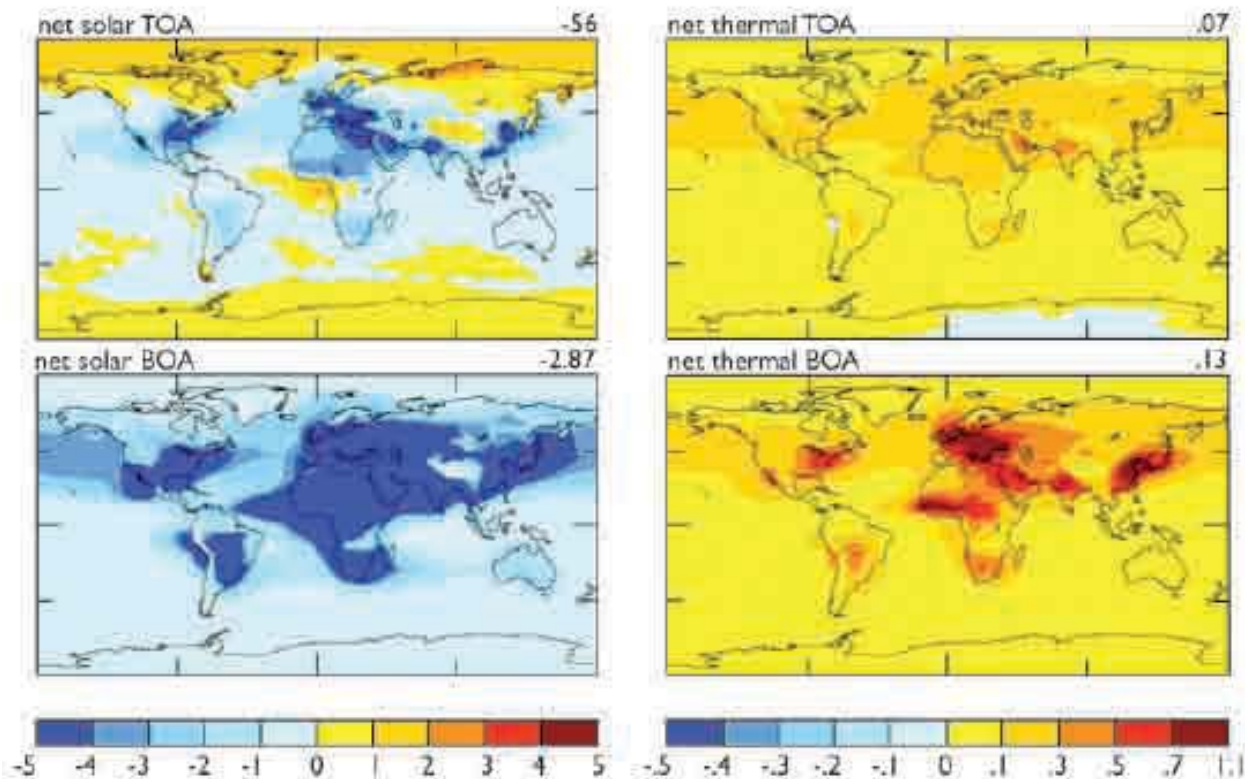 net solar TOA -56
net thermal TOA .07
net solar BOA -2.87
net thermal BOA .13
-5 -4 -3 -2 -1 0 1 2 3 4 5
-.5 -.4 -.3 -.2 -.1 0 .1 .3 .5 .7 1.1